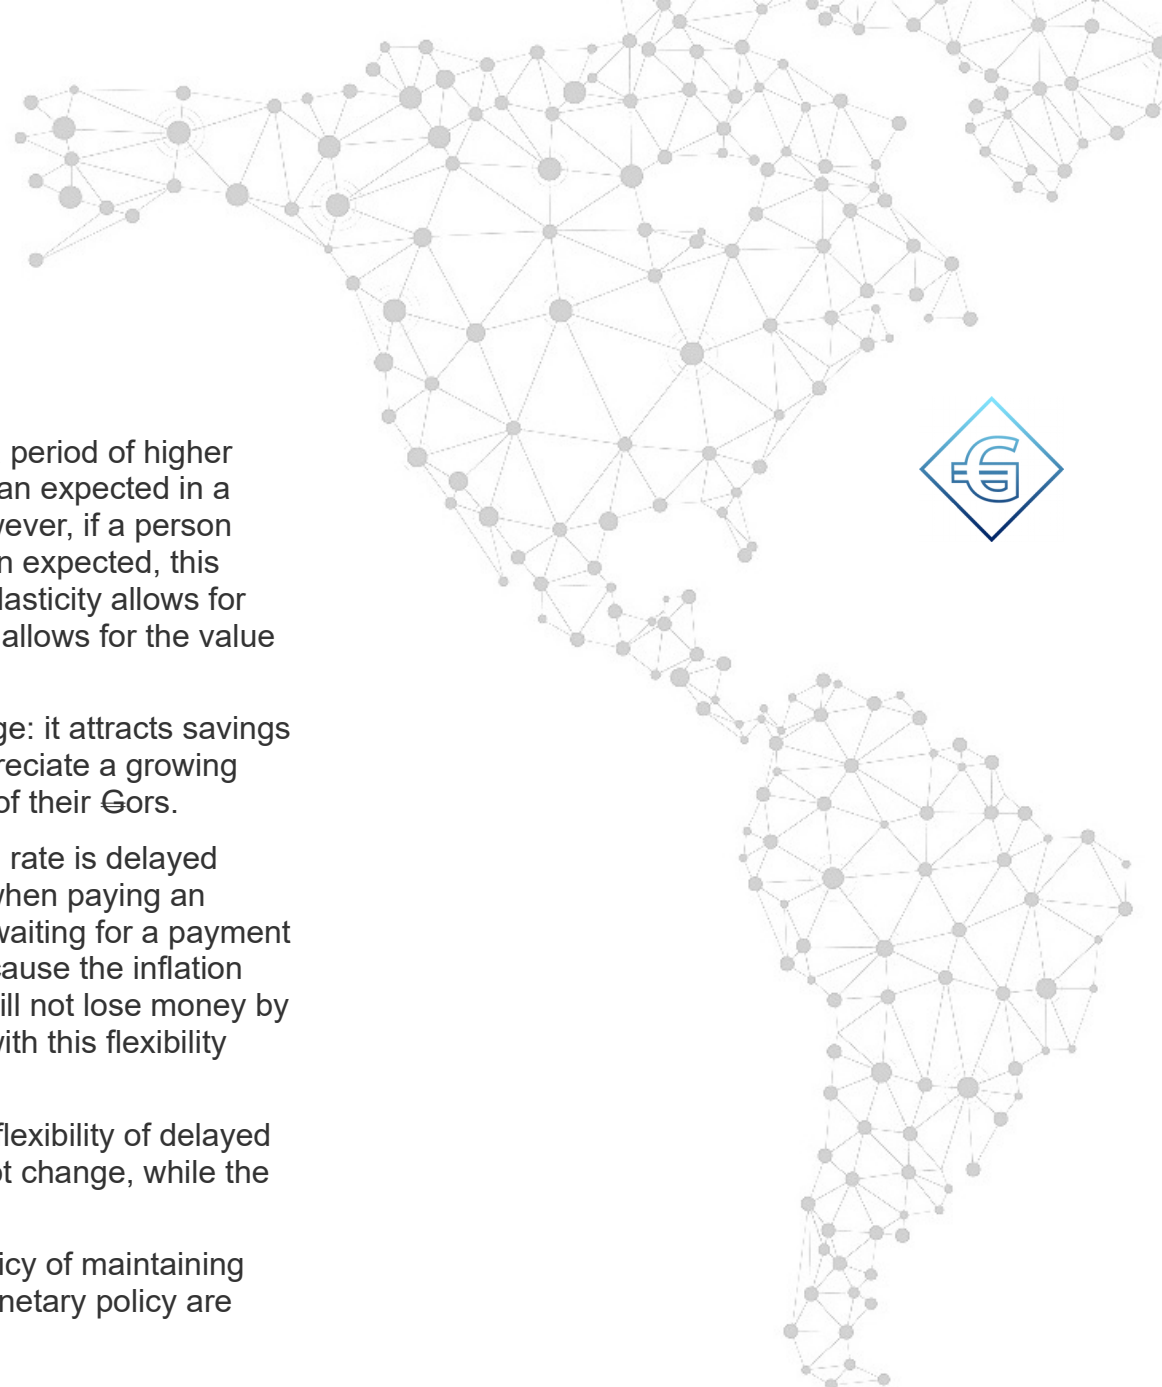 period of higher
an expected in a
wever, if a person
n expected, this
lasticity allows for
allows for the value
ge: it attracts savings
reciate a growing
of their Gors.
rate is delayed
when paying an
waiting for a payment
cause the inflation
ill not lose money by
with this flexibility
flexibility of delayed
ot change, while the
icy of maintaining
netary policy are
G